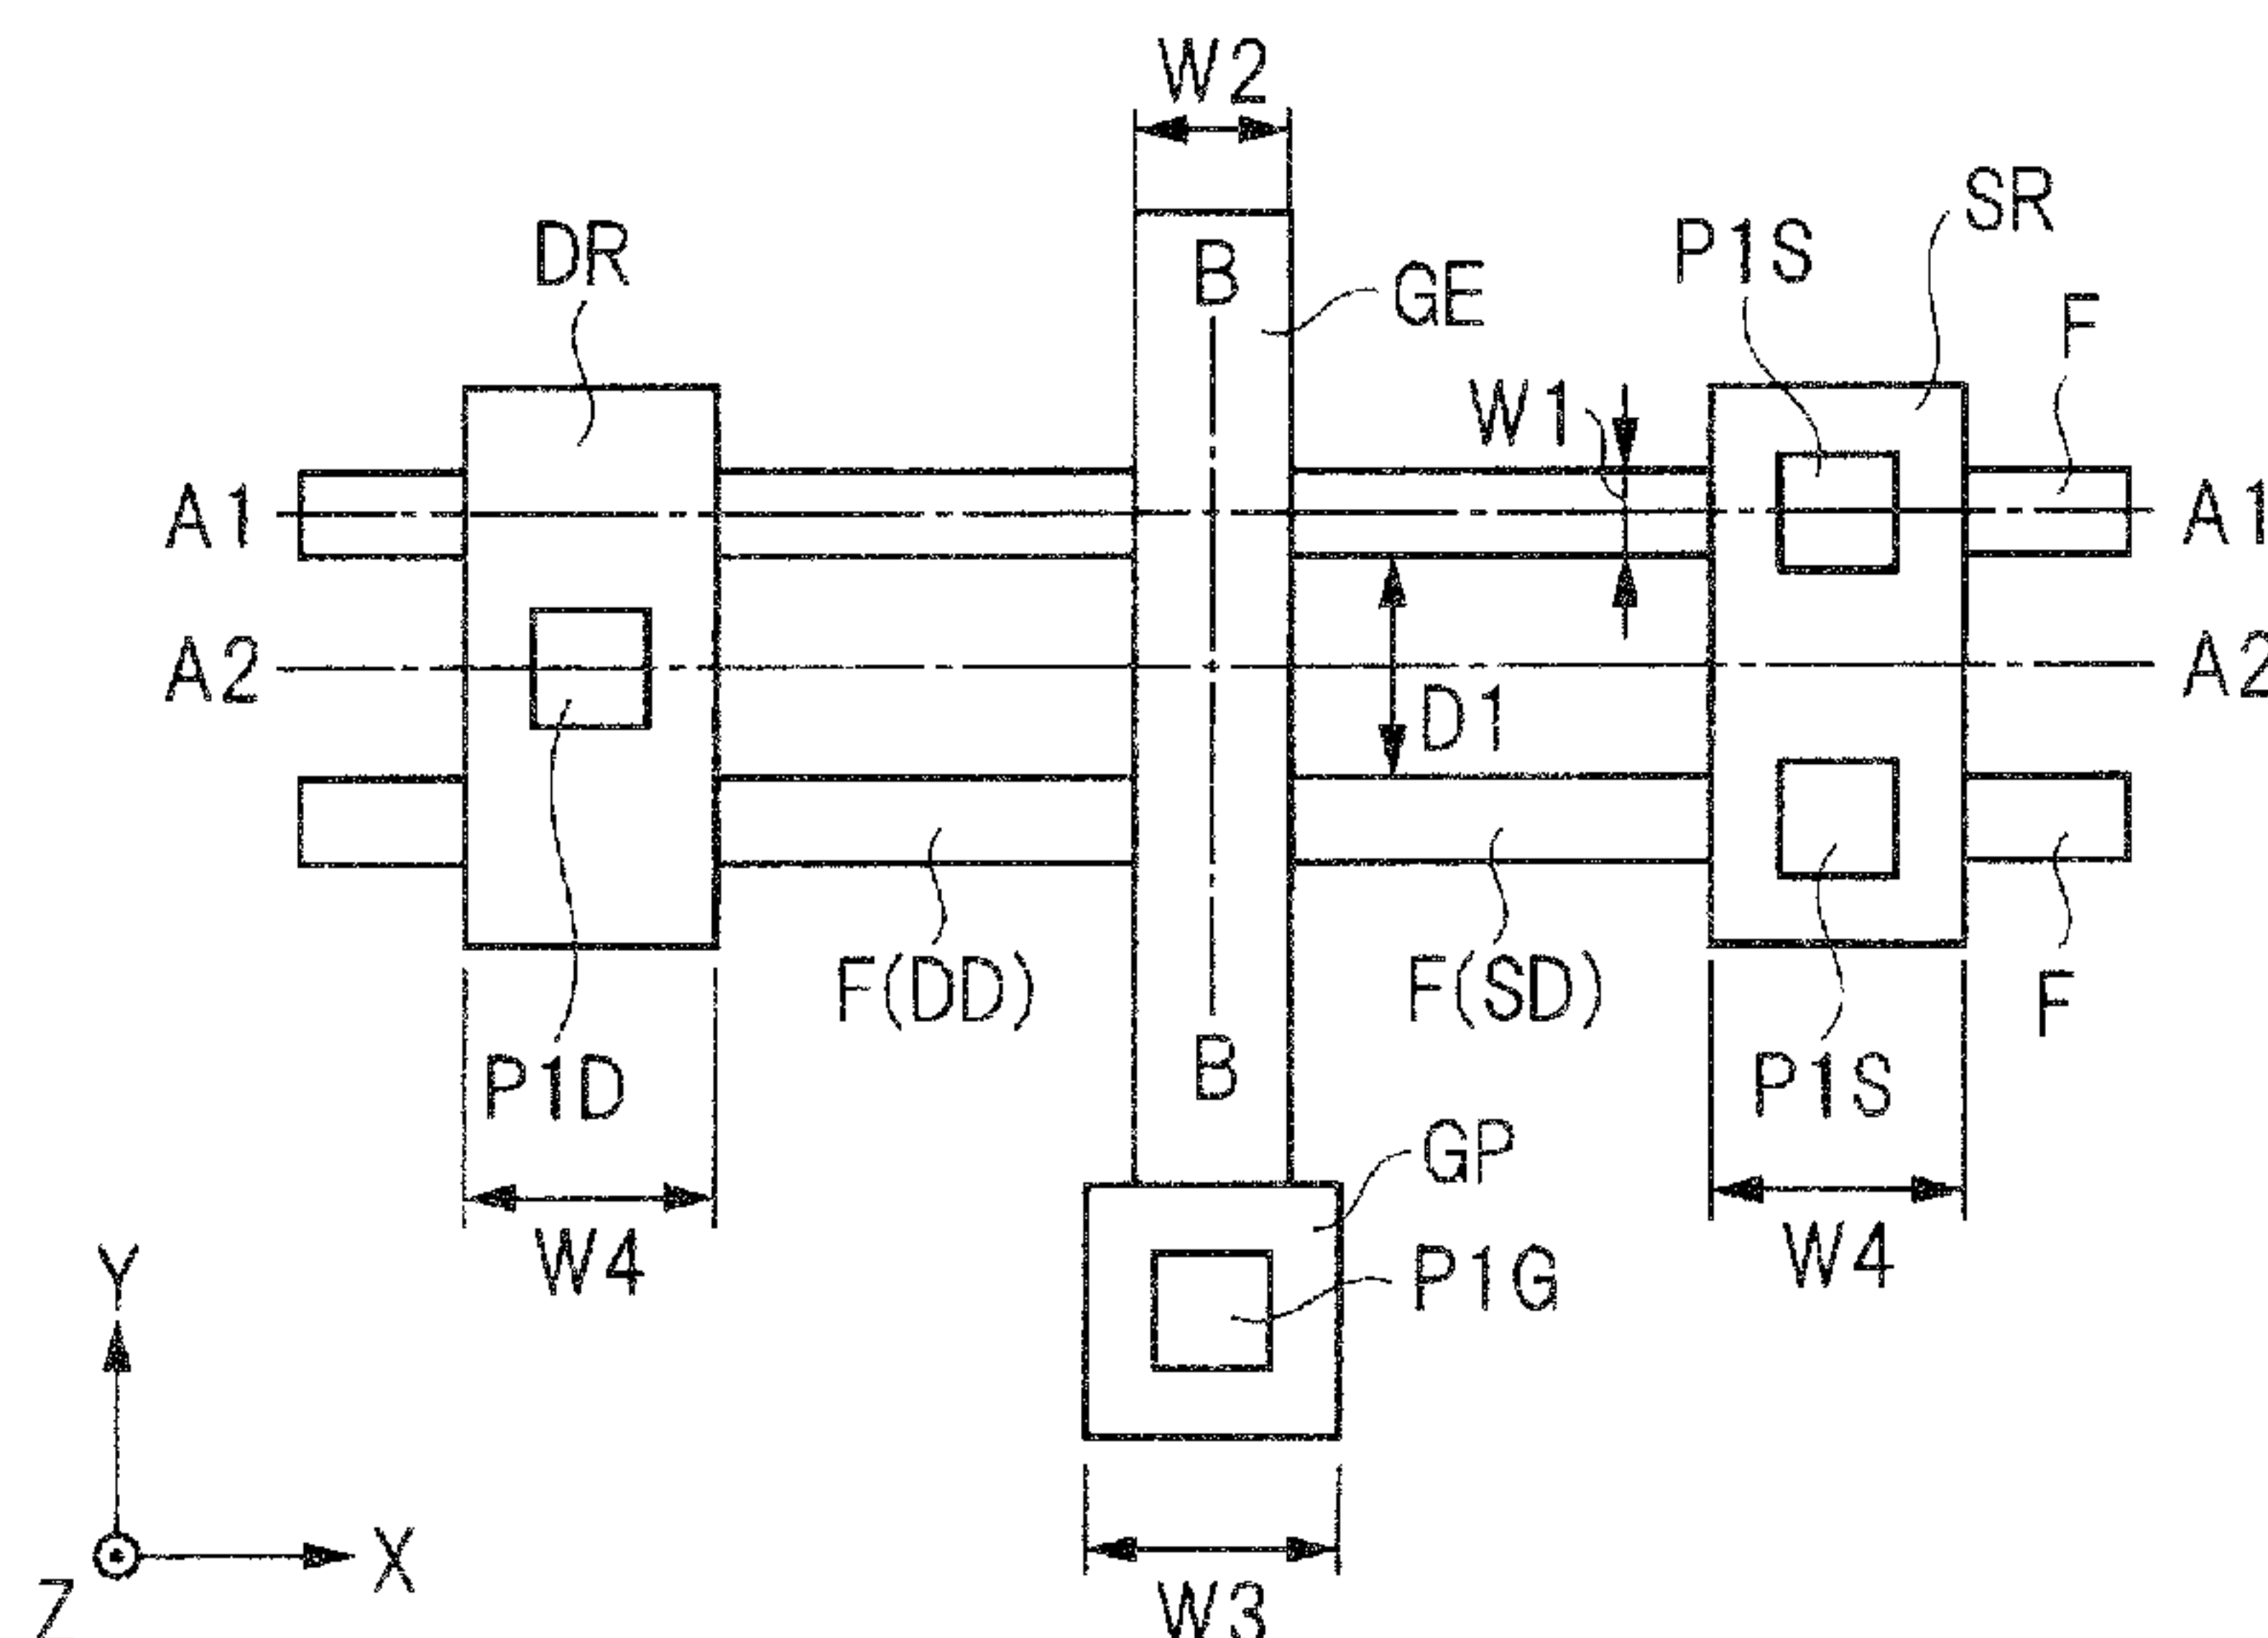 W2
DR
B
GE
P1S
SR
F
W1
A1
A1
A2
A2
D1
F(DD)
F(SD)
F
P1D
B
P1S
GP
W4
P1G
W4
Y
X
Z
W3